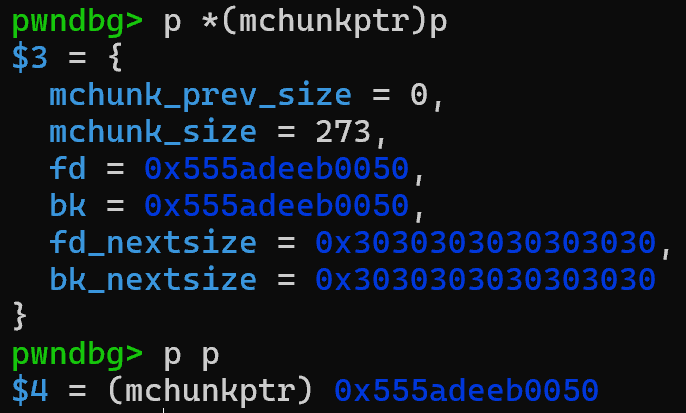 pwndbg> p *(mchunkptr)p
$3 = {
  mchunk_prev_size = 0,
  mchunk_size = 273,
  fd = 0x555adeeb0050,
  bk = 0x555adeeb0050,
  fd_nextsize = 0x3030303030303030,
  bk_nextsize = 0x3030303030303030
}
pwndbg> p p
$4 = (mchunkptr) 0x555adeeb0050